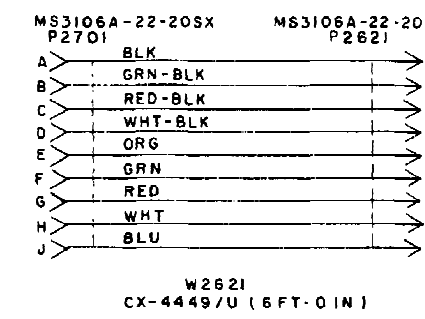 MS3106A-22-20SX MS3106A-22-20
P2701 P2621
A BLK
B GRN-BLK
C RED-BLK
D WHT-BLK
E ORG
F GRN
G RED
H WHT
J BLU
W2621
CX-4449/U (6FT-0IN)